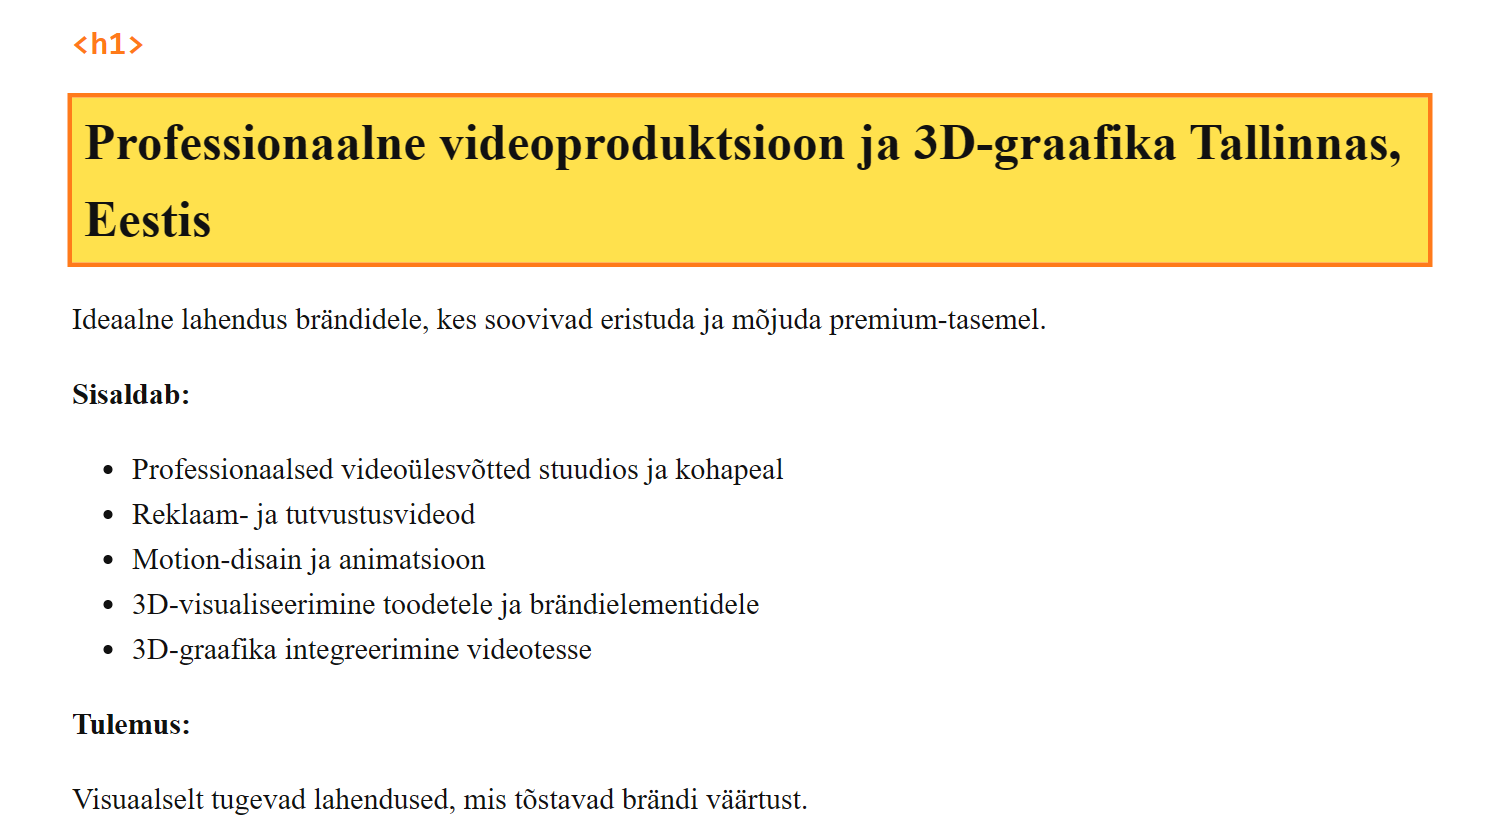 <h1>
Professionaalne videoproduktsioon ja 3D-graafika Tallinnas,
Eestis
Ideaalne lahendus brändidele, kes soovivad eristuda ja mõjuda premium-tasemel.
Sisaldab:
• Professionaalsed videoülesvõtted stuudios ja kohapeal
• Reklaam- ja tutvustusvideod
• Motion-disain ja animatsioon
• 3D-visualiseerimine toodetele ja brändielementidele
• 3D-graafika integreerimine videotesse
Tulemus:
Visuaalselt tugevad lahendused, mis tõstavad brändi väärtust.